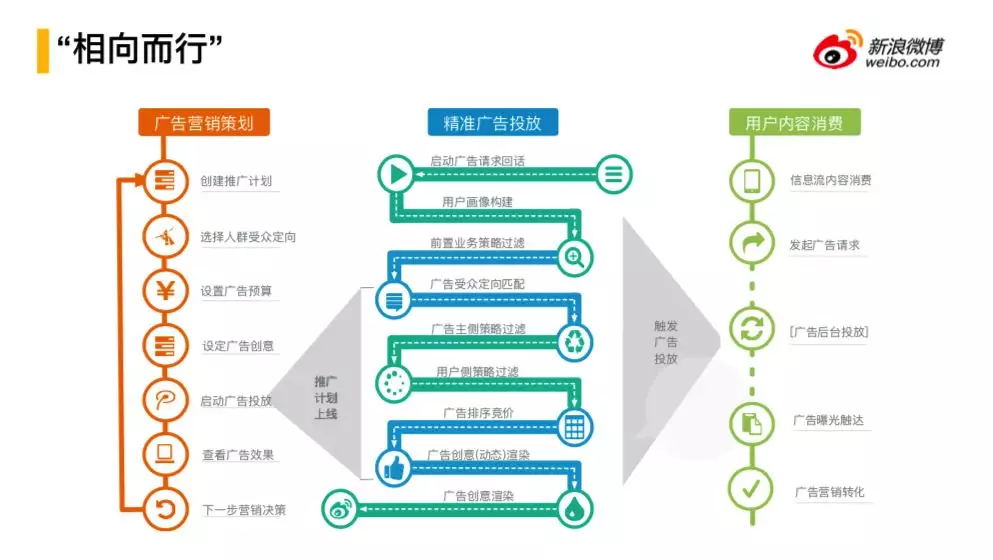 “相向而行”
新浪微博
weibo.com
广告营销策划
创建推广计划
选择人群受众定向
设置广告预算
设定广告创意
启动广告投放
查看广告效果
下一步营销决策
推广
计划
上线
精准广告投放
启动广告请求回话
用户画像构建
前置业务策略过滤
广告受众定向匹配
广告主侧策略过滤
用户侧策略过滤
广告排序竞价
广告创意(动态)渲染
广告创意渲染
触发
广告
投放
用户内容消费
信息流内容消费
发起广告请求
[广告后台投放]
广告曝光触达
广告营销转化